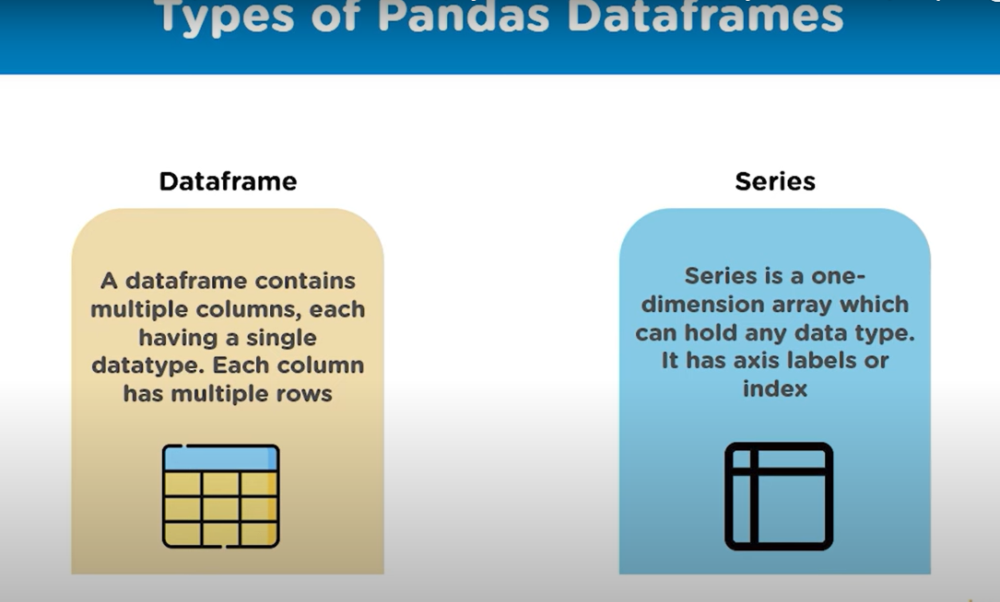 Types of Pandas Dataframes
Dataframe
Series
A dataframe contains
multiple columns, each
having a single
datatype. Each column
has multiple rows
Series is a one-
dimension array which
can hold any data type.
It has axis labels or
index